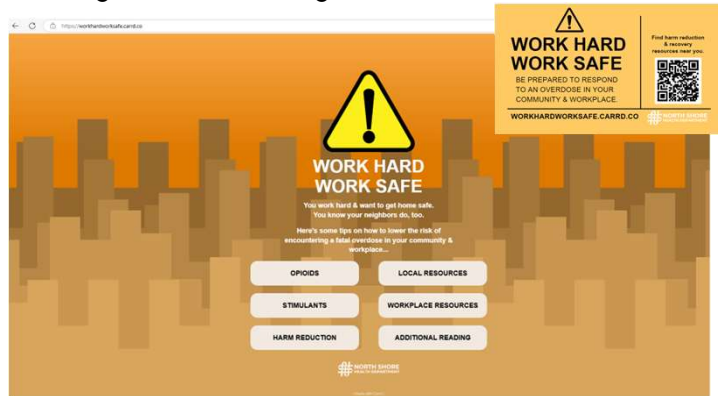 https://workhardworksafe.carrd.co
WORK HARD
WORK SAFE
You work hard & want to get home safe.
You know your neighbors do, too.
Here's some tips on how to lower the risk of
encountering a fatal overdose in your community &
workplace...
OPIOIDS
LOCAL RESOURCES
STIMULANTS
WORKPLACE RESOURCES
HARM REDUCTION
ADDITIONAL READING
NORTH SHORE
HEALTH DEPARTMENT
WORK HARD
WORK SAFE
BE PREPARED TO RESPOND
TO AN OVERDOSE IN YOUR
COMMUNITY & WORKPLACE.
Find harm reduction
& recovery
resources near you.
WORKHARDWORKSAFE.CARRD.CO
NORTH SHORE
HEALTH DEPARTMENT